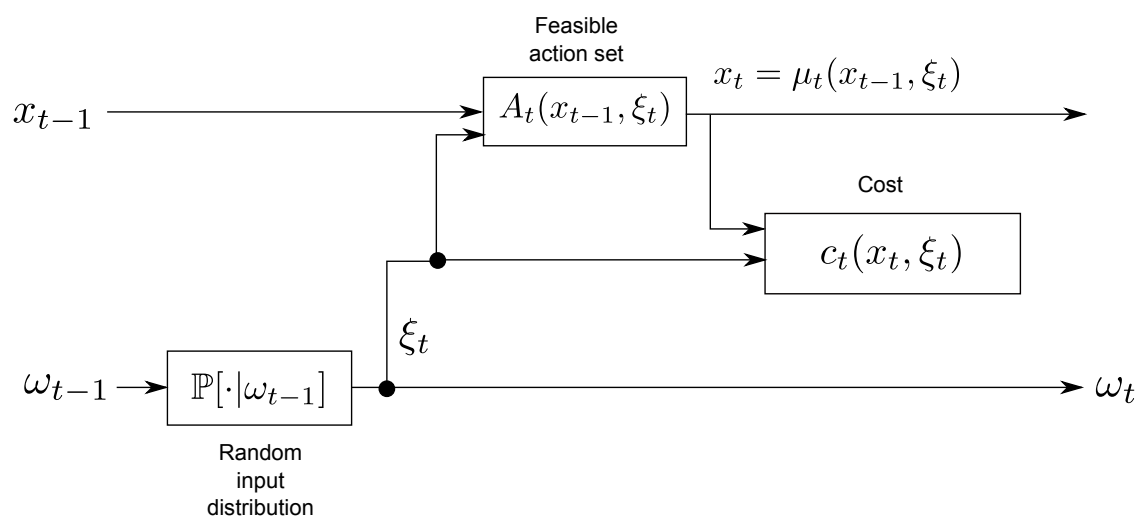 Feasible
action set
x_{t-1}
A_t(x_{t-1}, ξ_t)
x_t = μ_t(x_{t-1}, ξ_t)
Cost
c_t(x_t, ξ_t)
ξ_t
ω_{t-1}
ℙ[·|ω_{t-1}]
ω_t
Random
input
distribution